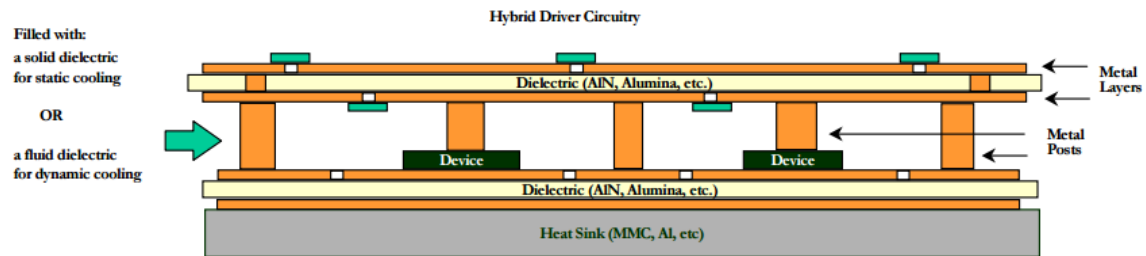 Hybrid Driver Circuitry
Filled with:
a solid dielectric
for static cooling
OR
a fluid dielectric
for dynamic cooling
Dielectric (AlN, Alumina, etc.)
Metal
Layers
Metal
Posts
Device
Device
Dielectric (AlN, Alumina, etc.)
Heat Sink (MMC, Al, etc)